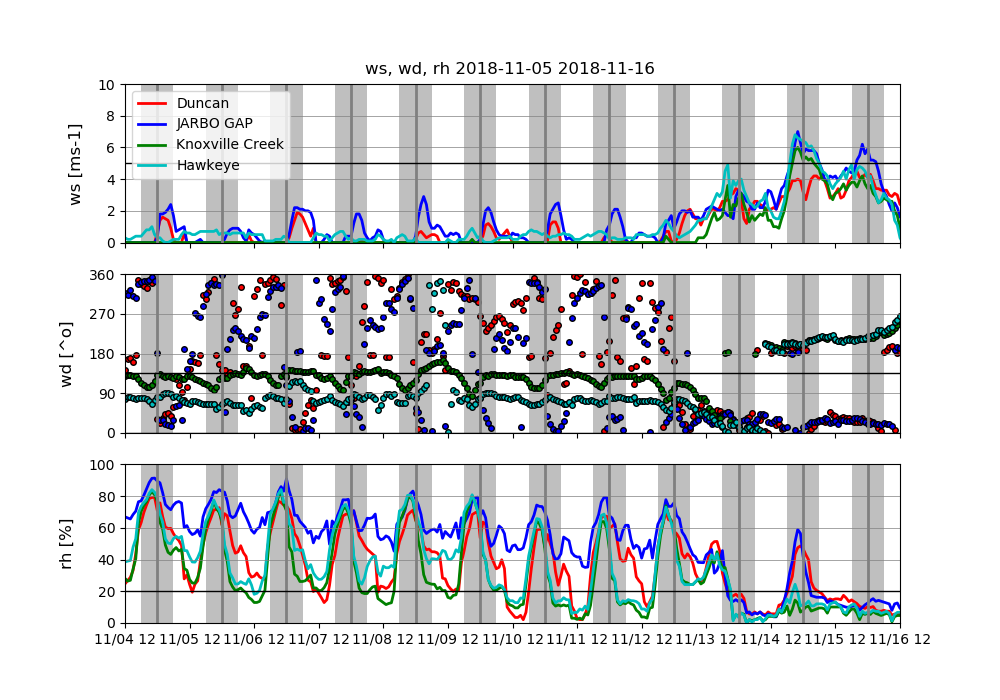 ws, wd, rh 2018-11-05 2018-11-16
10
8
6
4
2
0
ws [ms-1]
Duncan
JARBO GAP
Knoxville Creek
Hawkeye
360
270
180
90
0
wd [^o]
100
80
60
40
20
0
rh [%]
11/04 12 11/05 12 11/06 12 11/07 12 11/08 12 11/09 12 11/10 12 11/11 12 11/12 12 11/13 12 11/14 12 11/15 12 11/16 12